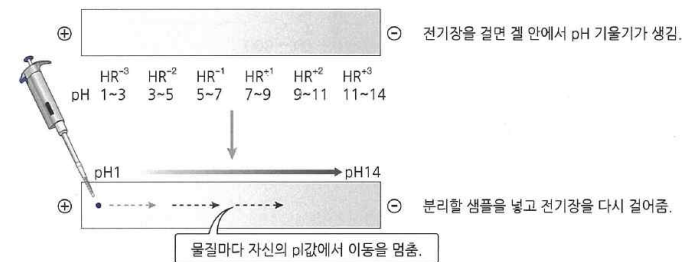 ⊕ ⊖ 전기장을 걸면 겔 안에서 pH 기울기가 생김.
HR⁻³ HR⁻² HR⁻¹ HR⁺¹ HR⁺² HR⁺³
pH 1~3 3~5 5~7 7~9 9~11 11~14
pH1 pH14
⊕ ⊖ 분리할 샘플을 넣고 전기장을 다시 걸어줌.
물질마다 자신의 pI값에서 이동을 멈춤.